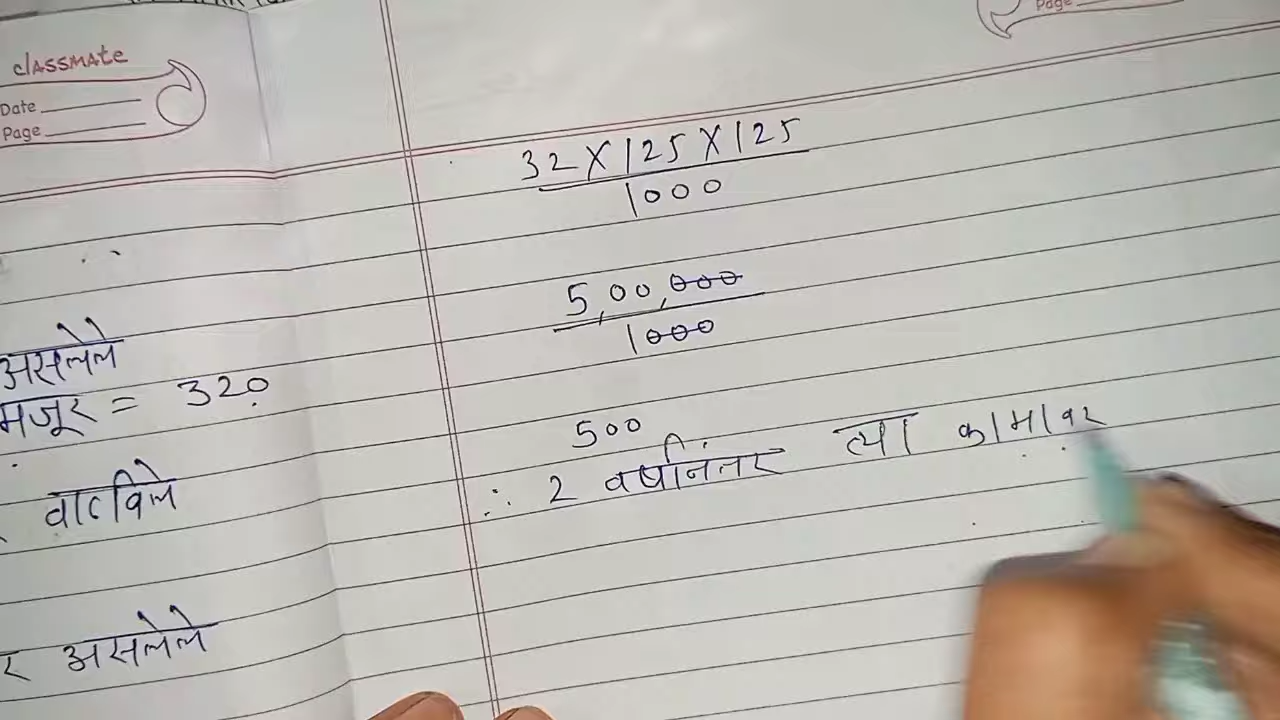 classmate
Date
Page
Page
32 X 125 X 125
1000
5,00,000
1000
असलेले
मजूर = 320
500
∴ 2 वर्षानंतर त्या कामावर
वाढविले
र असलेले